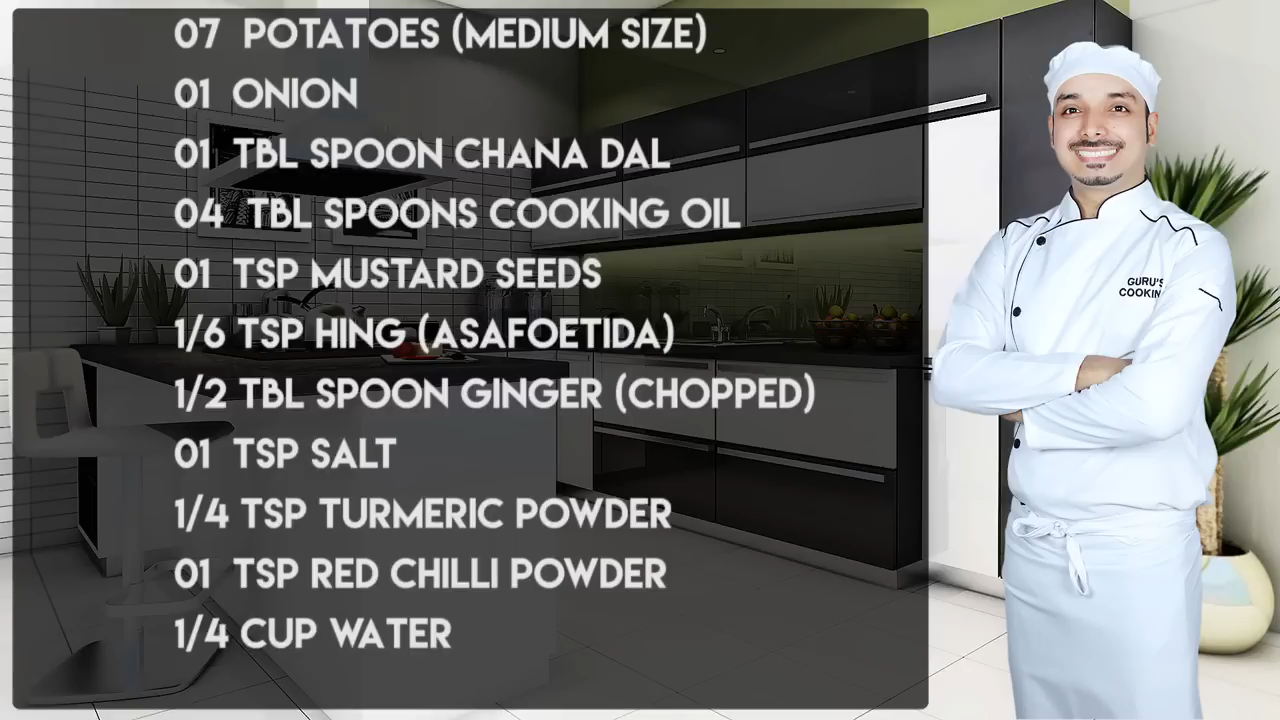 07 POTATOES (MEDIUM SIZE)
01 ONION
01 TBL SPOON CHANA DAL
04 TBL SPOONS COOKING OIL
01 TSP MUSTARD SEEDS
1/6 TSP HING (ASAFOETIDA)
1/2 TBL SPOON GINGER (CHOPPED)
01 TSP SALT
1/4 TSP TURMERIC POWDER
01 TSP RED CHILLI POWDER
1/4 CUP WATER
GURU'S
COOKIN